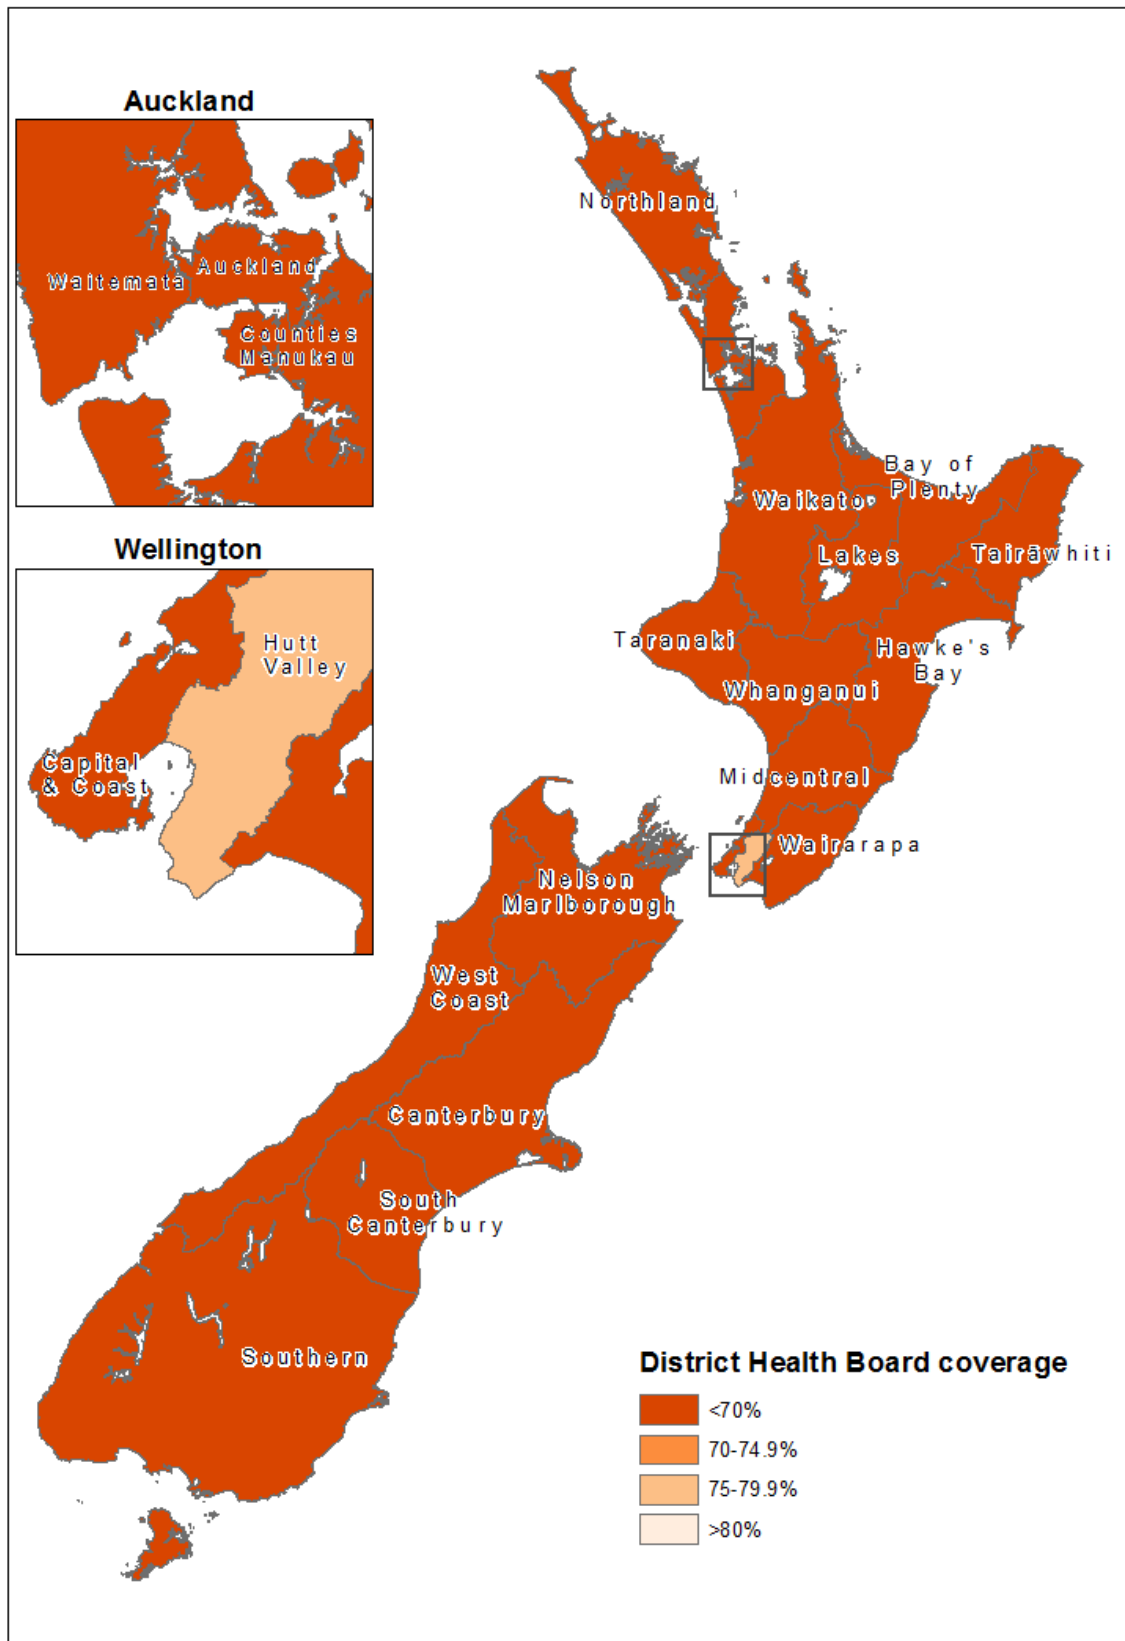 Auckland
Waitemata
Auckland
Counties
Manukau
Wellington
Hutt
Valley
Capital
& Coast
Northland
Bay of
Plenty
Waikato
Lakes
Tairāwhiti
Taranaki
Hawke's
Bay
Whanganui
Midcentral
Wairarapa
Nelson
Marlborough
West
Coast
Canterbury
South
Canterbury
Southern
District Health Board coverage
<70%
70-74.9%
75-79.9%
>80%